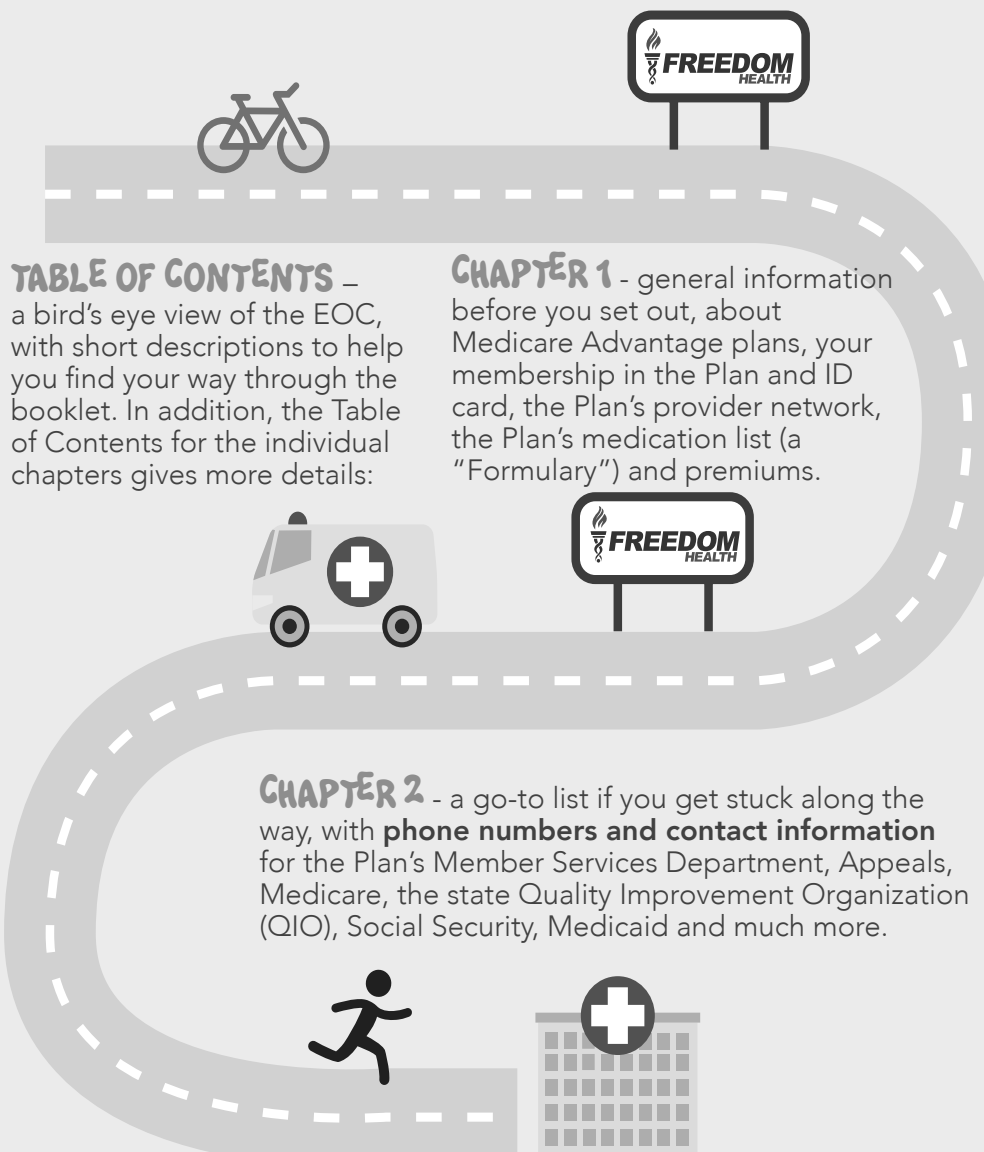 FREEDOM
HEALTH
TABLE OF CONTENTS –
a bird’s eye view of the EOC,
with short descriptions to help
you find your way through the
booklet. In addition, the Table
of Contents for the individual
chapters gives more details:
CHAPTER 1 - general information
before you set out, about
Medicare Advantage plans, your
membership in the Plan and ID
card, the Plan’s provider network,
the Plan’s medication list (a
“Formulary”) and premiums.
FREEDOM
HEALTH
CHAPTER 2 - a go-to list if you get stuck along the
way, with phone numbers and contact information
for the Plan’s Member Services Department, Appeals,
Medicare, the state Quality Improvement Organization
(QIO), Social Security, Medicaid and much more.